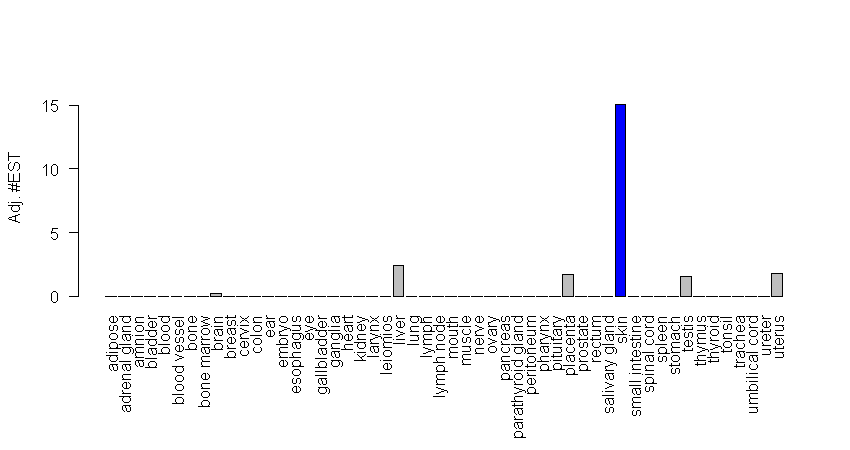 Adj. #EST
15
10
5
0
adipose
adrenal gland
amnion
bladder
blood
blood vessel
bone
bone marrow
brain
breast
cervix
colon
ear
embryo
esophagus
eye
gallbladder
ganglia
heart
kidney
larynx
leiomios
liver
lung
lymph
lymph node
mouth
muscle
nerve
ovary
pancreas
parathyroid gland
peritoneum
pharynx
pituitary
placenta
prostate
rectum
salivary gland
skin
small intestine
spinal cord
spleen
stomach
testis
thymus
thyroid
tonsil
trachea
umbilical cord
ureter
uterus